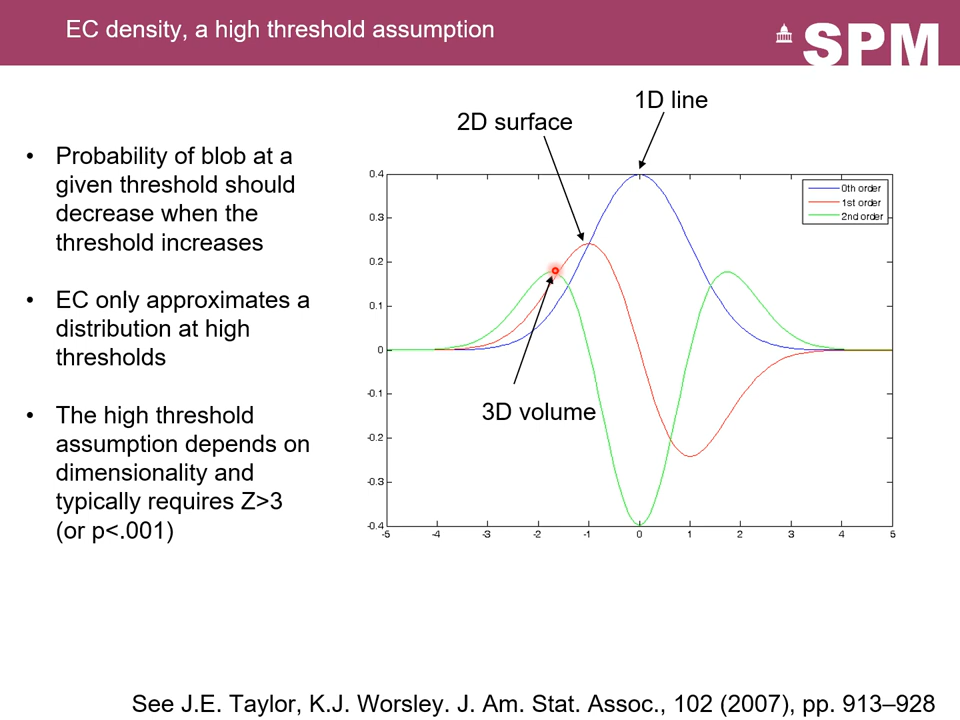 EC density, a high threshold assumption
SPM
• Probability of blob at a
given threshold should
decrease when the
threshold increases
• EC only approximates a
distribution at high
thresholds
• The high threshold
assumption depends on
dimensionality and
typically requires Z>3
(or p<.001)
1D line
2D surface
3D volume
0th order
1st order
2nd order
0.4
0.3
0.2
0.1
0
-0.1
-0.2
-0.3
-0.4
-5 -4 -3 -2 -1 0 1 2 3 4 5
See J.E. Taylor, K.J. Worsley. J. Am. Stat. Assoc., 102 (2007), pp. 913–928